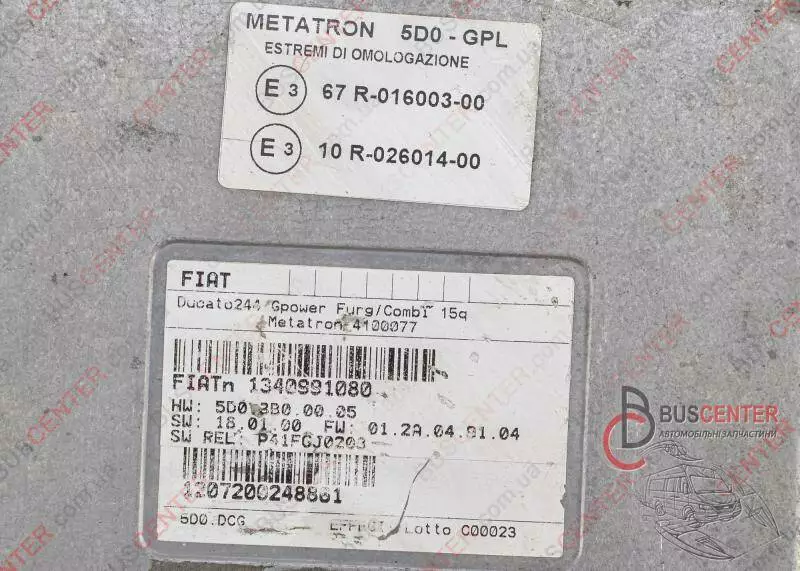 METATRON 5D0 - GPL
ESTREMI DI OMOLOGAZIONE
E 3 67 R-016003-00
E 3 10 R-026014-00
FIAT
Ducato244 Gpower Furg/Combi 15q
Metatron 4100077
FIATn 1340991080
HW: 5D0.3B0.00.05
SW: 18.01.00 FW: 01.2A.04.91.04
SW REL: P41FGJ0203
1207200248861
5D0.DCG Lotto C00023
BUSCENTER
АВТОМОБІЛЬНІ ЗАПЧАСТИНИ